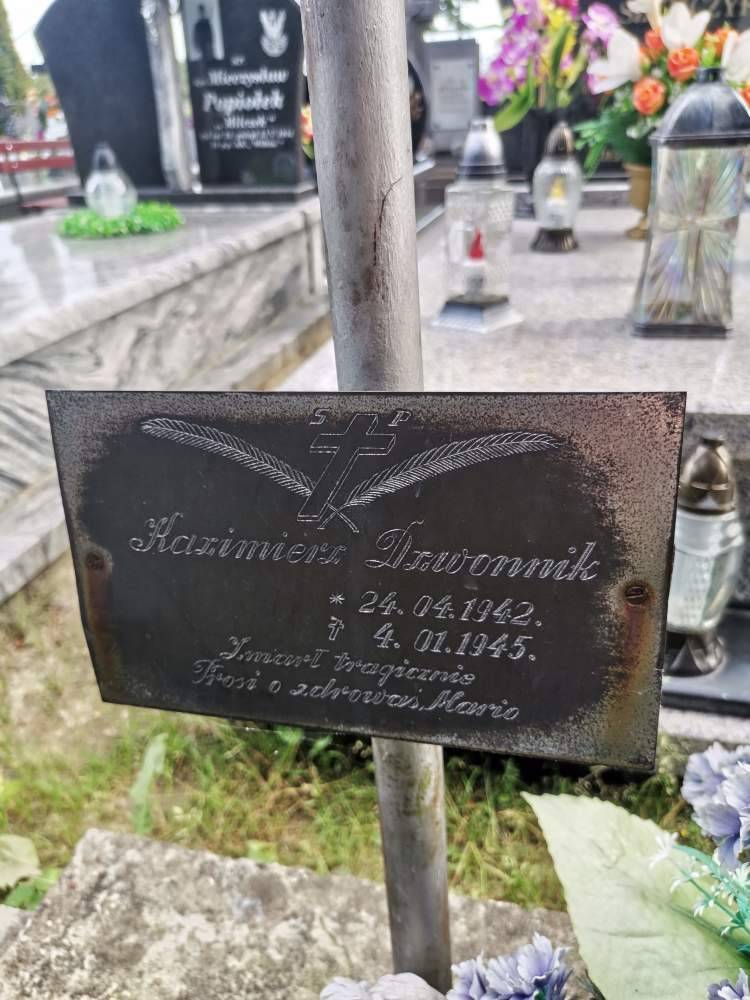 Mieczysław
Popiołek
S P
Kazimierz Dzwonnik
* 24. 04. 1942.
† 4. 01. 1945.
Zmarł tragicznie
Prosi o zdrowaś Mario